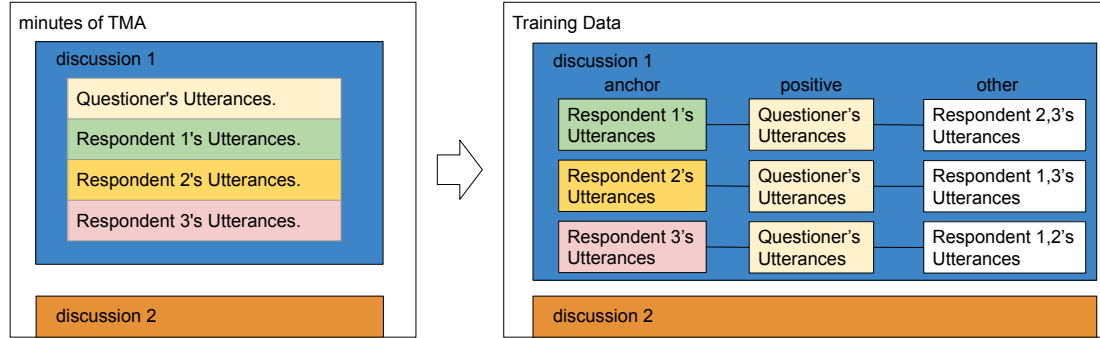 minutes of TMA
discussion 1
Questioner's Utterances.
Respondent 1's Utterances.
Respondent 2's Utterances.
Respondent 3's Utterances.
discussion 2
Training Data
discussion 1
anchor positive other
Respondent 1's
Utterances
Questioner's
Utterances
Respondent 2,3's
Utterances
Respondent 2's
Utterances
Questioner's
Utterances
Respondent 1,3's
Utterances
Respondent 3's
Utterances
Questioner's
Utterances
Respondent 1,2's
Utterances
discussion 2